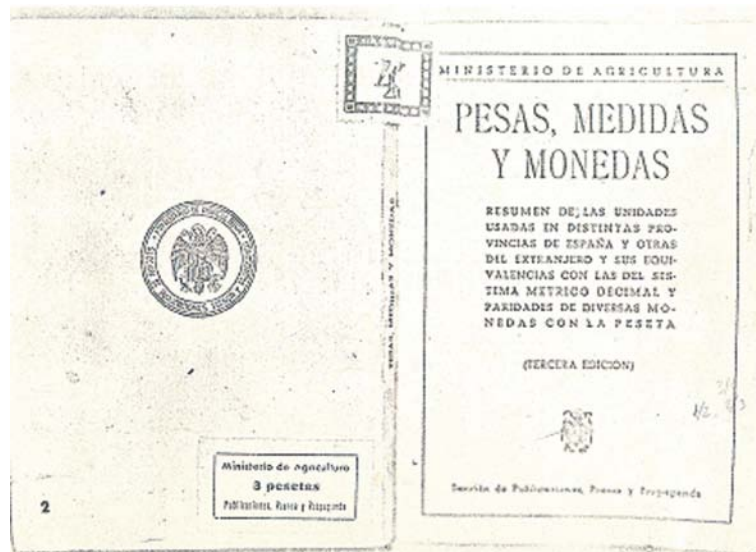 Ministerio de Agricultura
3 pesetas
Publicaciones, Prensa y Propaganda
2
PESAS, MEDIDAS Y MONEDAS
MINISTERIO DE AGRICULTURA
PESAS, MEDIDAS
Y MONEDAS
RESUMEN DE LAS UNIDADES
USADAS EN DISTINTAS PRO-
VINCIAS DE ESPAÑA Y OTRAS
DEL EXTRANJERO Y SUS EQUI-
VALENCIAS CON LAS DEL SIS-
TEMA METRICO DECIMAL Y
PARIDADES DE DIVERSAS MO-
NEDAS CON LA PESETA
(TERCERA EDICION)
Sección de Publicaciones, Prensa y Propaganda